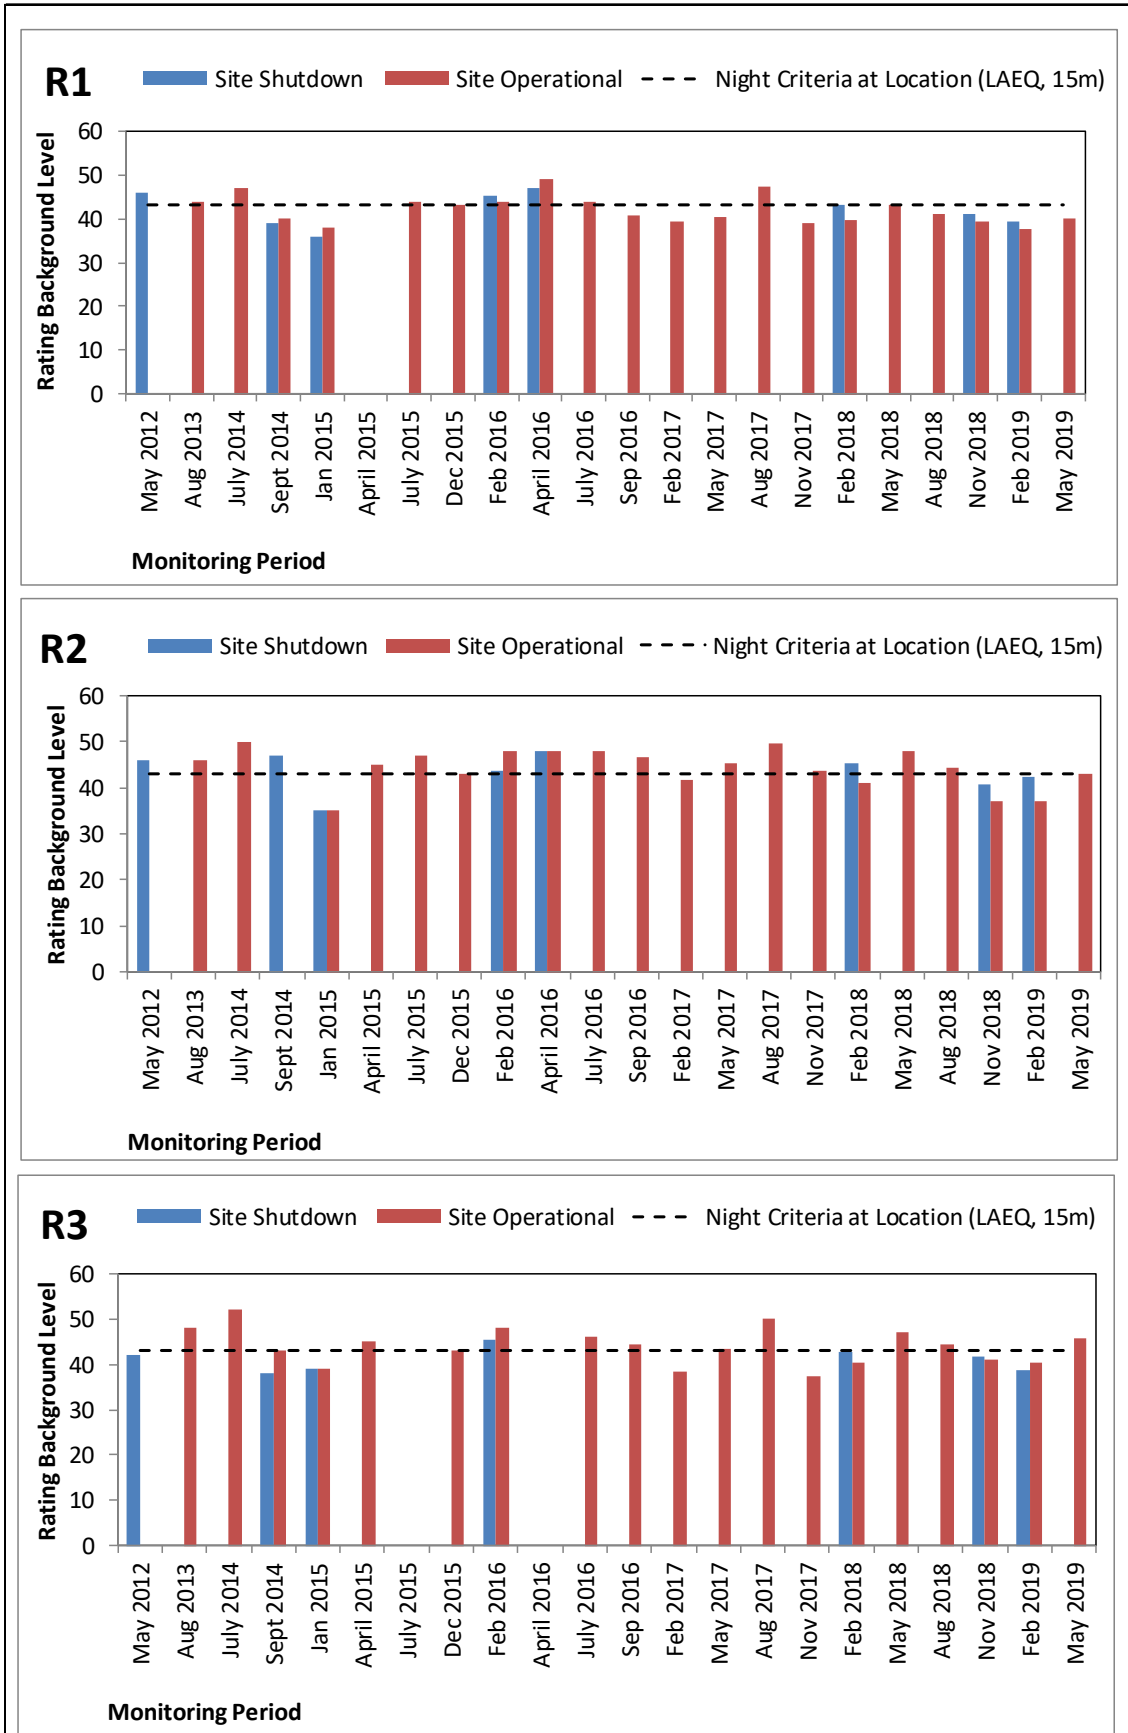 R1
Site Shutdown Site Operational Night Criteria at Location (LAEQ, 15m)
Rating Background Level
60
50
40
30
20
10
0
May 2012
Aug 2013
July 2014
Sept 2014
Jan 2015
April 2015
July 2015
Dec 2015
Feb 2016
April 2016
July 2016
Sep 2016
Feb 2017
May 2017
Aug 2017
Nov 2017
Feb 2018
May 2018
Aug 2018
Nov 2018
Feb 2019
May 2019
Monitoring Period
R2
Site Shutdown Site Operational Night Criteria at Location (LAEQ, 15m)
Rating Background Level
60
50
40
30
20
10
0
May 2012
Aug 2013
July 2014
Sept 2014
Jan 2015
April 2015
July 2015
Dec 2015
Feb 2016
April 2016
July 2016
Sep 2016
Feb 2017
May 2017
Aug 2017
Nov 2017
Feb 2018
May 2018
Aug 2018
Nov 2018
Feb 2019
May 2019
Monitoring Period
R3
Site Shutdown Site Operational Night Criteria at Location (LAEQ, 15m)
Rating Background Level
60
50
40
30
20
10
0
May 2012
Aug 2013
July 2014
Sept 2014
Jan 2015
April 2015
July 2015
Dec 2015
Feb 2016
April 2016
July 2016
Sep 2016
Feb 2017
May 2017
Aug 2017
Nov 2017
Feb 2018
May 2018
Aug 2018
Nov 2018
Feb 2019
May 2019
Monitoring Period